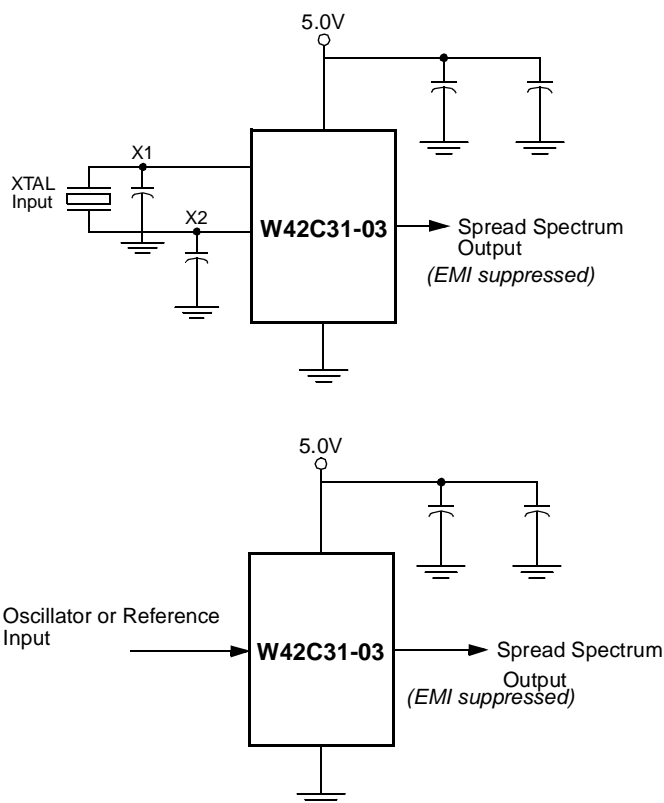 5.0V
X1
XTAL
Input
X2
W42C31-03
Spread Spectrum
Output
(EMI suppressed)
5.0V
Oscillator or Reference
Input
W42C31-03
Spread Spectrum
Output
(EMI suppressed)